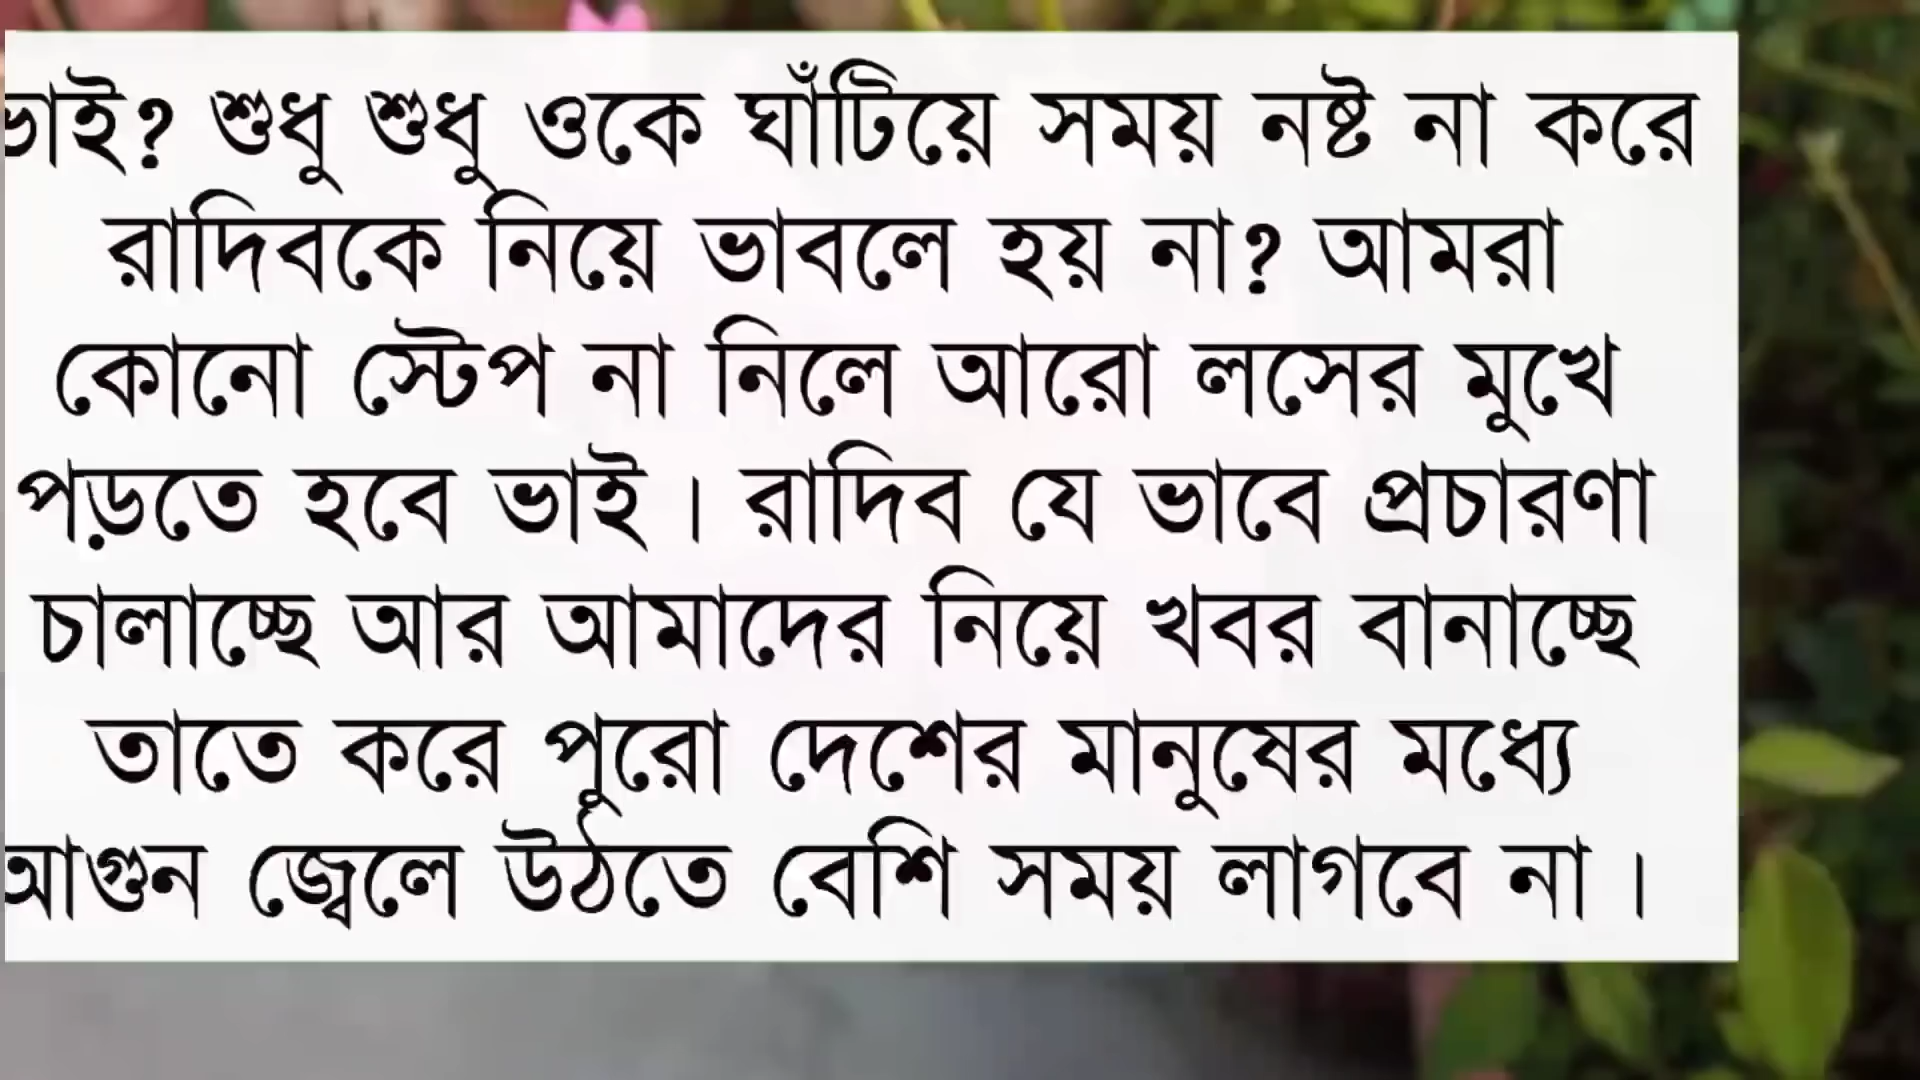 ভাই? শুধু শুধু ওকে ঘাঁটিয়ে সময় নষ্ট না করে
রাদিবকে নিয়ে ভাবলে হয় না? আমরা
কোনো স্টেপ না নিলে আরো লসের মুখে
পড়তে হবে ভাই। রাদিব যে ভাবে প্রচারণা
চালাচ্ছে আর আমাদের নিয়ে খবর বানাচ্ছে
তাতে করে পুরো দেশের মানুষের মধ্যে
আগুন জ্বেলে উঠতে বেশি সময় লাগবে না।